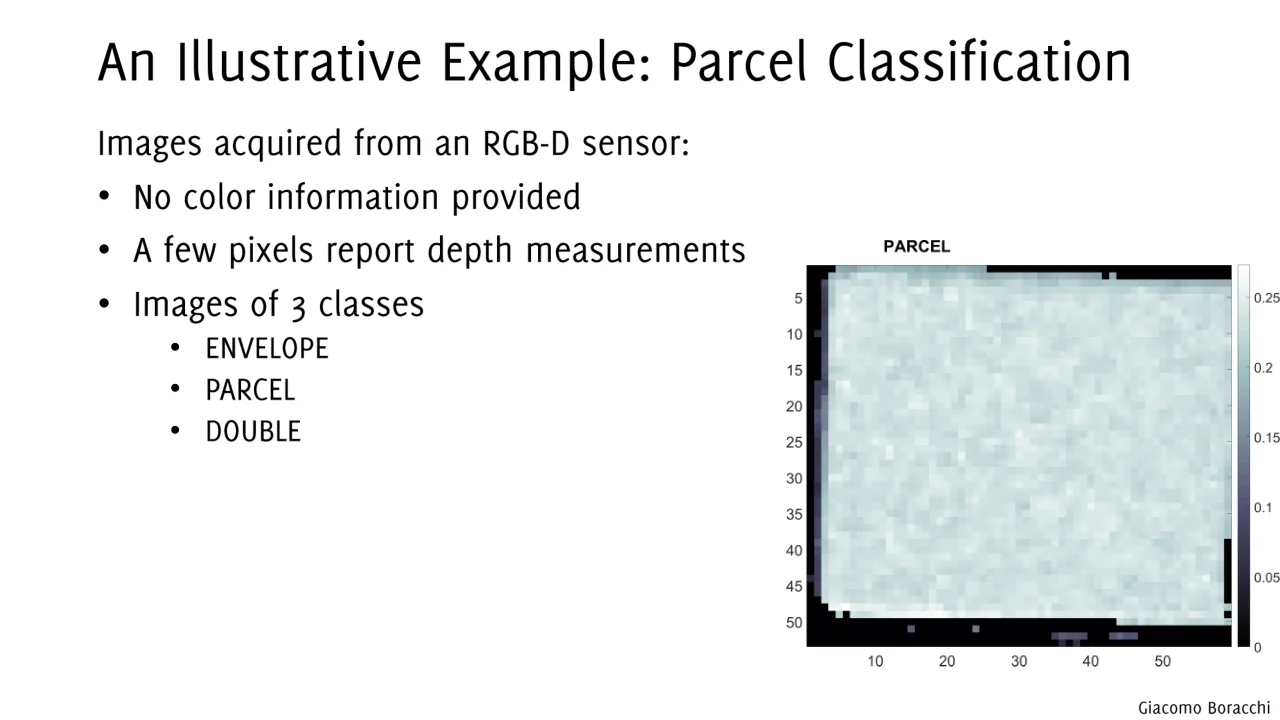 An Illustrative Example: Parcel Classification
Images acquired from an RGB-D sensor:
• No color information provided
• A few pixels report depth measurements
• Images of 3 classes
• ENVELOPE
• PARCEL
• DOUBLE
PARCEL
5
10
15
20
25
30
35
40
45
50
10 20 30 40 50
0.25
0.2
0.15
0.1
0.05
0
Giacomo Boracchi